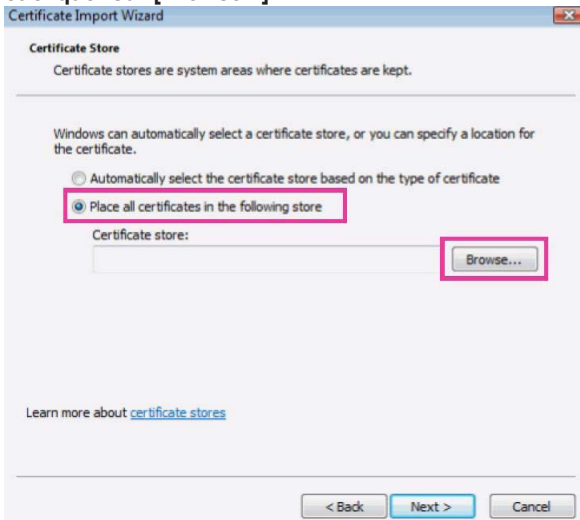 Certificate Import Wizard
Certificate Store
Certificate stores are system areas where certificates are kept.
Windows can automatically select a certificate store, or you can specify a location for
the certificate.
Automatically select the certificate store based on the type of certificate
Place all certificates in the following store
Certificate store:
Browse...
Learn more about certificate stores
< Back Next > Cancel